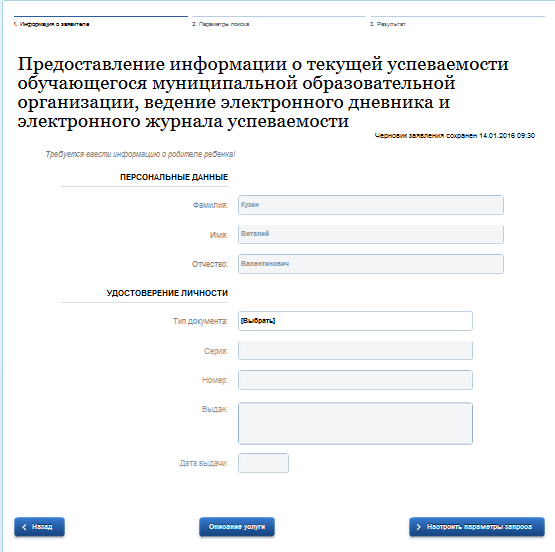 1. Информация о заявителе 2. Параметры поиска 3. Результат
Предоставление информации о текущей успеваемости
обучающегося муниципальной образовательной
организации, ведение электронного дневника и
электронного журнала успеваемости
Черновик заявления сохранен 14.01.2016 09:30
Требуется ввести информацию о родителе ребенка!
ПЕРСОНАЛЬНЫЕ ДАННЫЕ
Фамилия: Кузин
Имя: Виталий
Отчество: Валентинович
УДОСТОВЕРЕНИЕ ЛИЧНОСТИ
Тип документа: [Выбрать]
Серия:
Номер:
Выдан:
Дата выдачи:
Назад Описание услуги Настроить параметры запроса